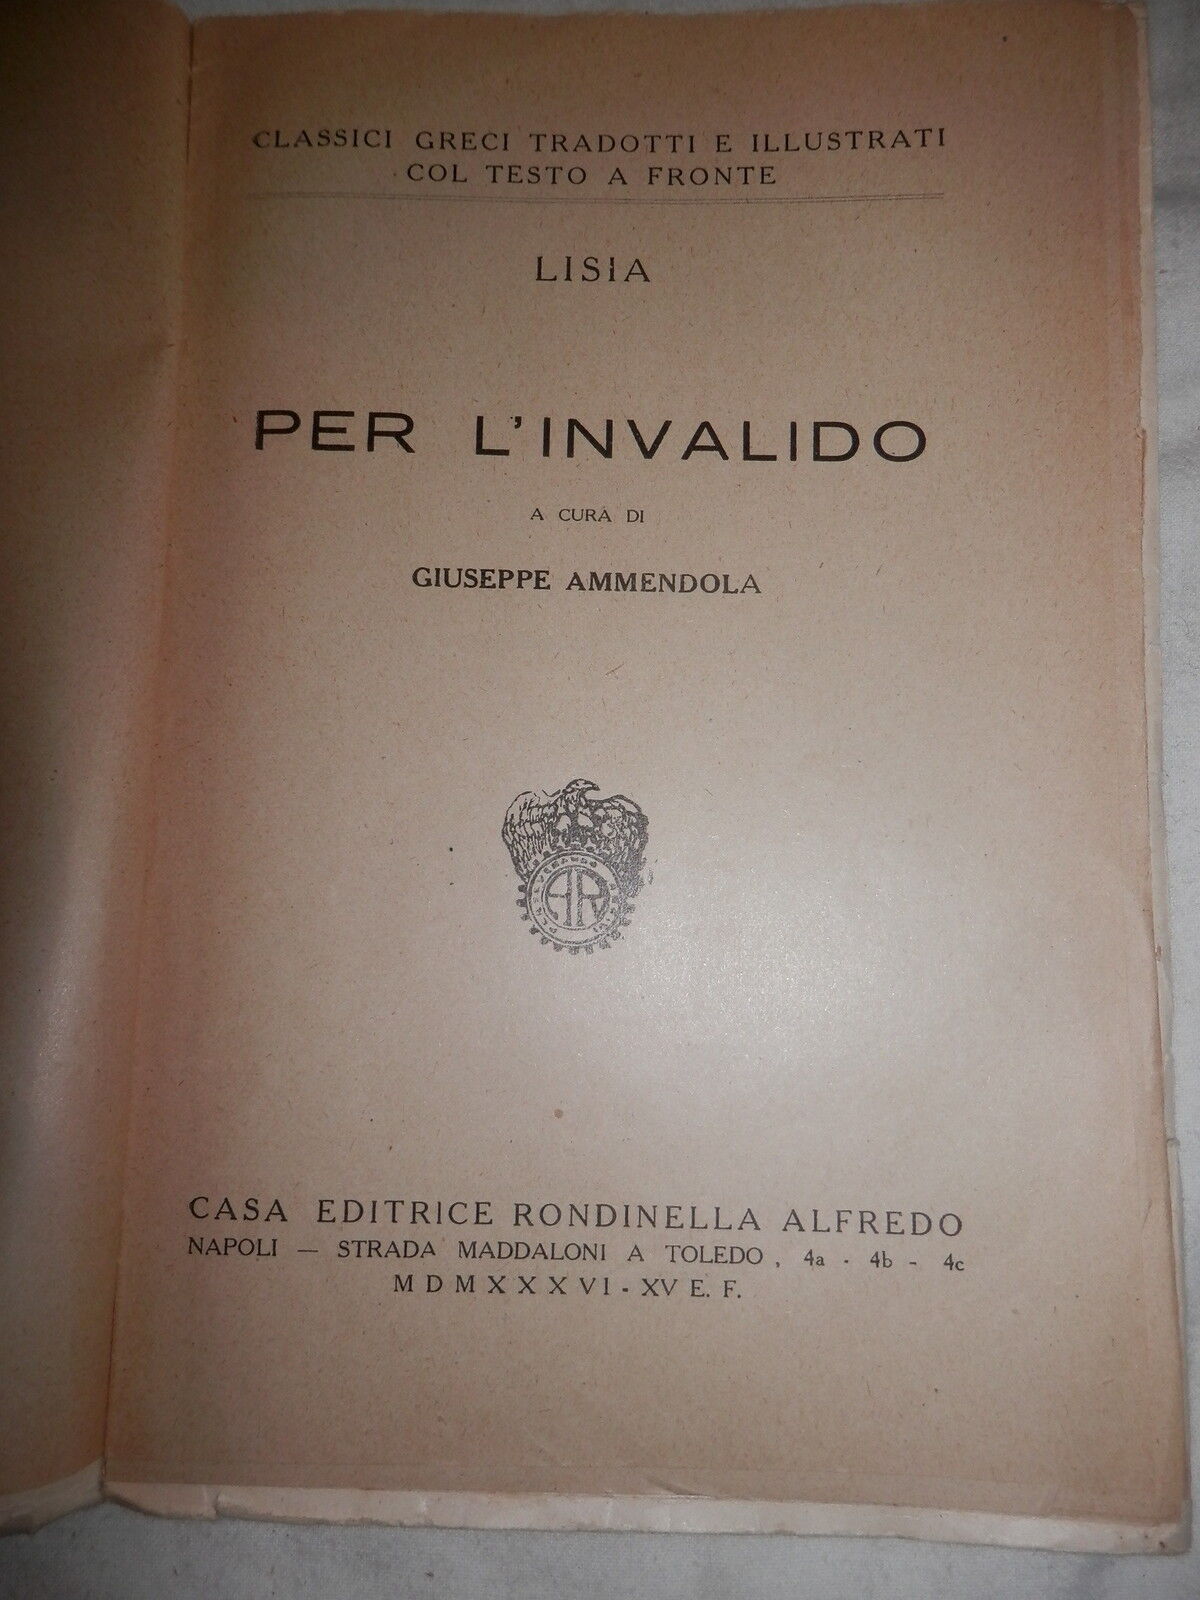 CLASSICI GRECI TRADOTTI E ILLUSTRATI
COL TESTO A FRONTE
LISIA
PER L'INVALIDO
A CURA DI
GIUSEPPE AMMENDOLA
AR
CASA EDITRICE RONDINELLA ALFREDO
NAPOLI — STRADA MADDALONI A TOLEDO, 4a - 4b - 4c
MDMXXXVI - XV E. F.